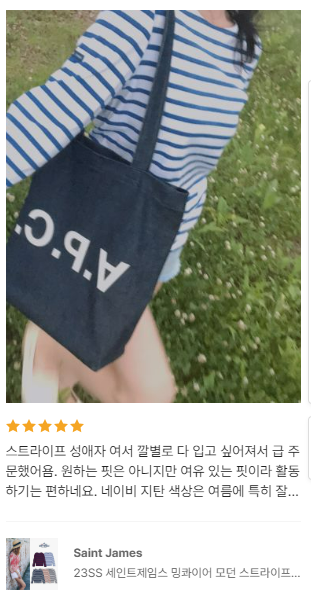 A.P.C.
스트라이프 성애자 여서 깔별로 다 입고 싶어져서 급 주
문했어욤. 원하는 핏은 아니지만 여유 있는 핏이라 활동
하기는 편하네요. 네이비 지탄 색상은 여름에 특히 잘...
Saint James
23SS 세인트제임스 밍콰이어 모던 스트라이프...